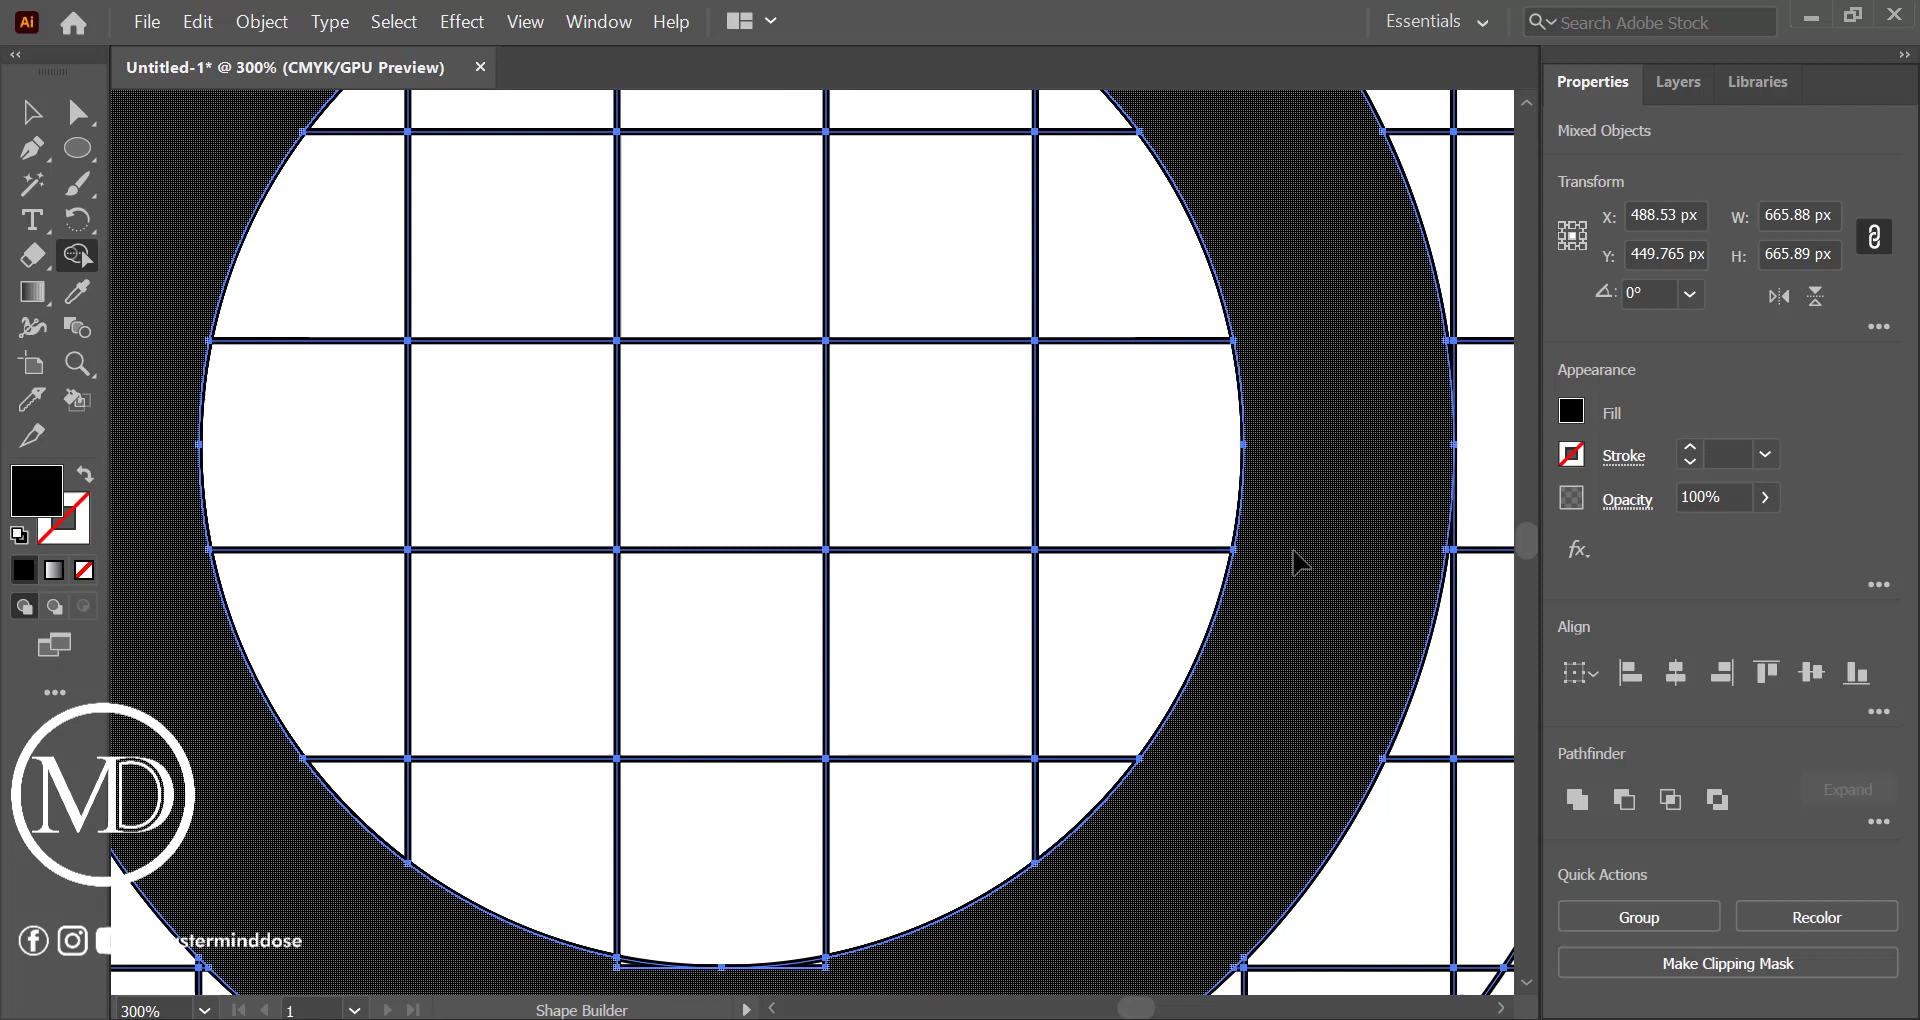 Ai File Edit Object Type Select Effect View Window Help Essentials Search Adobe Stock
Untitled-1* @ 300% (CMYK/GPU Preview)
Properties Layers Libraries
Mixed Objects
Transform
X: 488.53 px W: 665.88 px
Y: 449.765 px H: 665.89 px
0°
Appearance
Fill
Stroke
Opacity 100%
fx.
Align
Pathfinder
Expand
Quick Actions
Group Recolor
Make Clipping Mask
MD
sterminddose
300% 1 Shape Builder